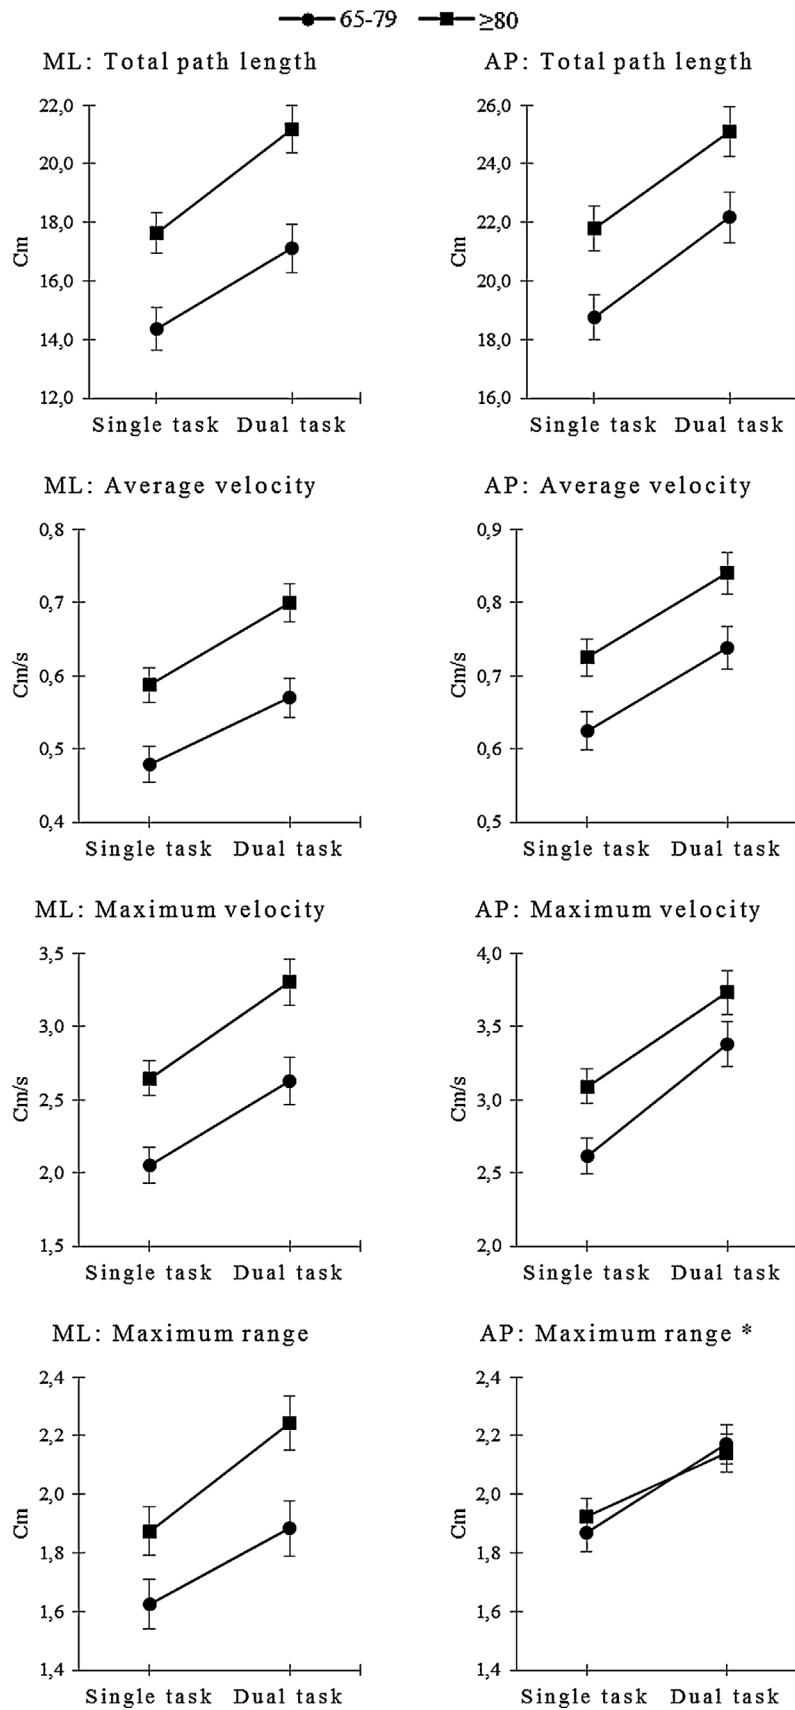 65-79 ≥80
ML: Total path length
22,0
20,0
18,0
16,0
14,0
12,0
Cm
Single task Dual task
AP: Total path length
26,0
24,0
22,0
20,0
18,0
16,0
Cm
Single task Dual task
ML: Average velocity
0,8
0,7
0,6
0,5
0,4
Cm/s
Single task Dual task
AP: Average velocity
0,9
0,8
0,7
0,6
0,5
Cm/s
Single task Dual task
ML: Maximum velocity
3,5
3,0
2,5
2,0
1,5
Cm/s
Single task Dual task
AP: Maximum velocity
4,0
3,5
3,0
2,5
2,0
Cm/s
Single task Dual task
ML: Maximum range
2,4
2,2
2,0
1,8
1,6
1,4
Cm
Single task Dual task
AP: Maximum range *
2,4
2,2
2,0
1,8
1,6
1,4
Cm
Single task Dual task